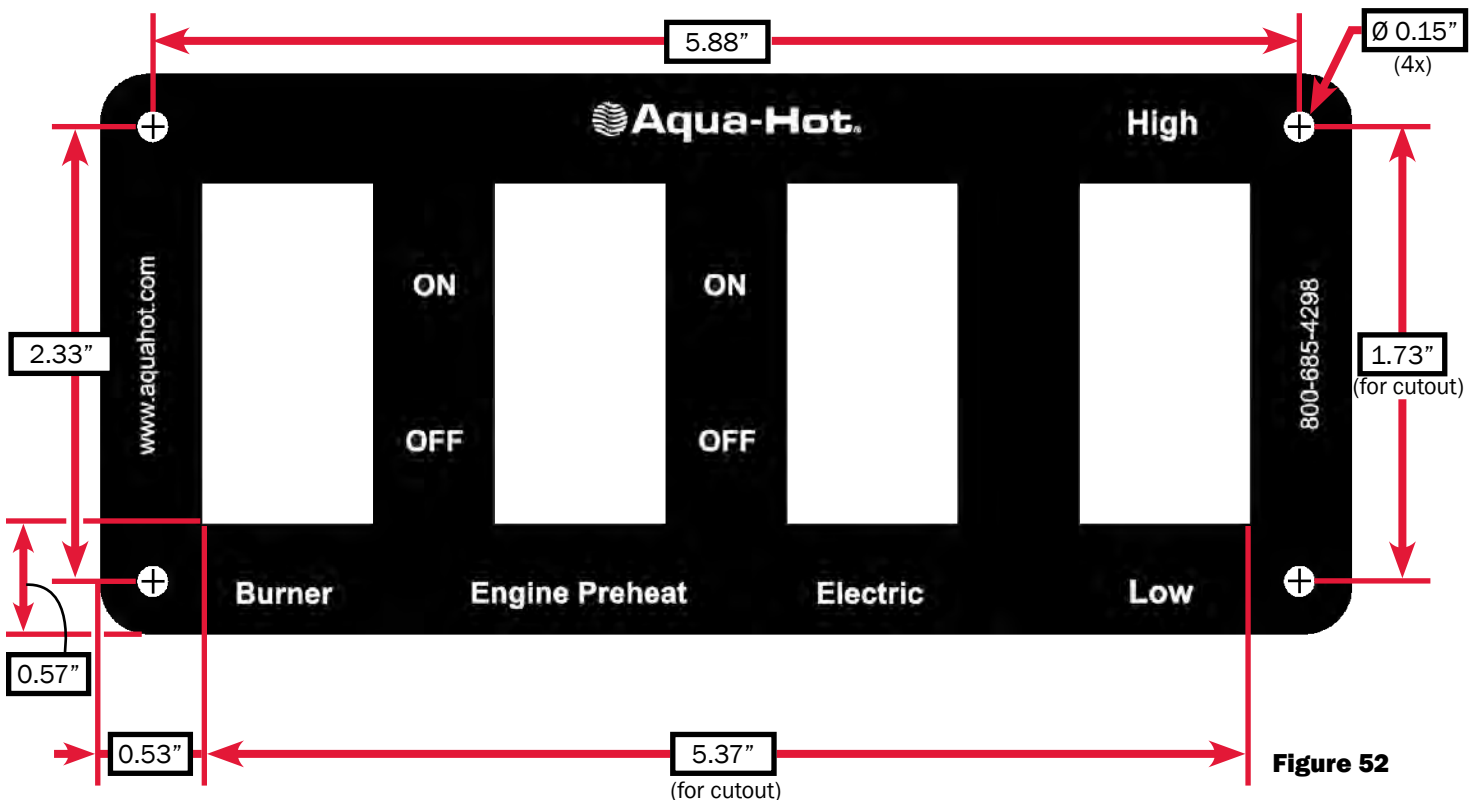 5.88”
Ø 0.15”
(4x)
Aqua-Hot®
High
www.aquahot.com
ON
ON
800-685-4298
2.33”
1.73”
(for cutout)
OFF
OFF
Burner
Engine Preheat
Electric
Low
0.57”
0.53”
5.37”
(for cutout)
Figure 52